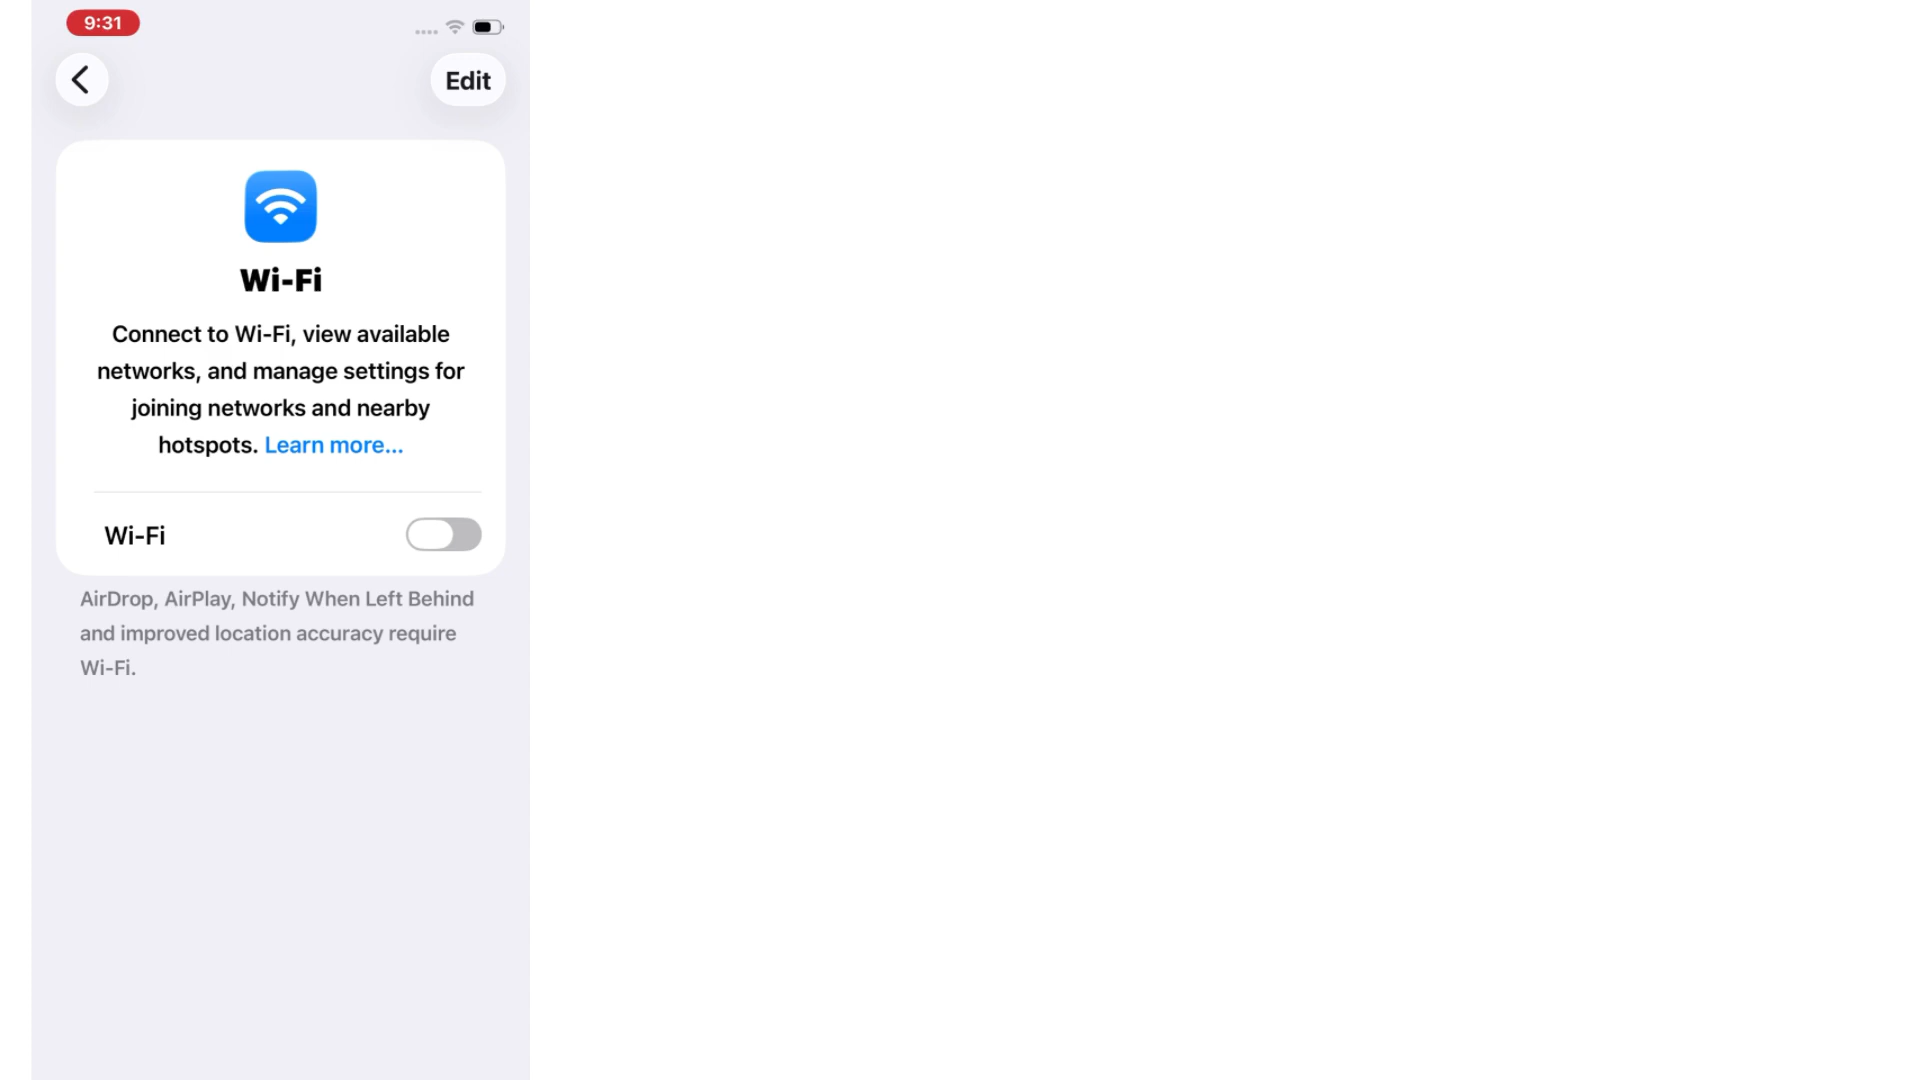 9:31
Edit
Wi-Fi
Connect to Wi-Fi, view available
networks, and manage settings for
joining networks and nearby
hotspots. Learn more...
Wi-Fi
AirDrop, AirPlay, Notify When Left Behind
and improved location accuracy require
Wi-Fi.